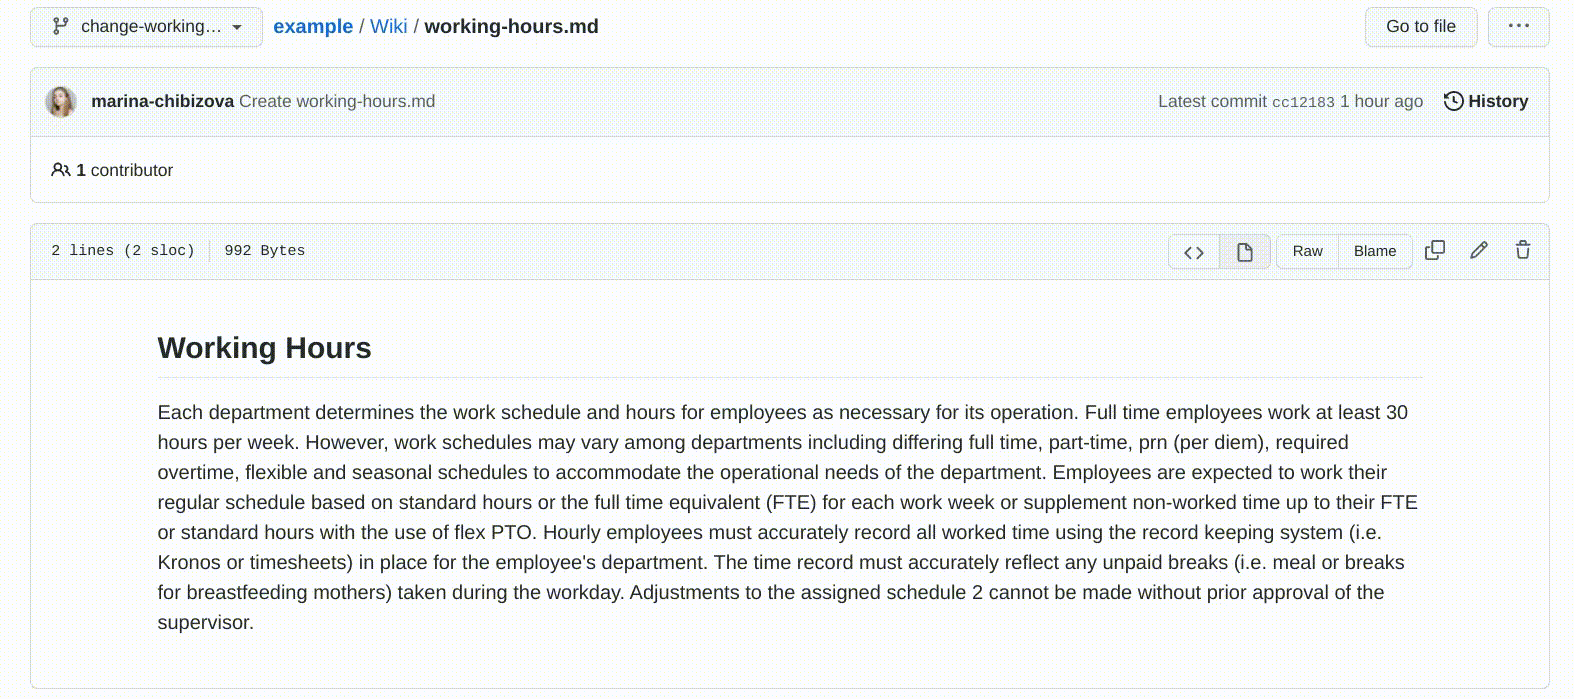 change-working...
example / Wiki / working-hours.md
Go to file
...
marina-chibizova Create working-hours.md
Latest commit cc12183 1 hour ago
History
1 contributor
2 lines (2 sloc)
992 Bytes
Raw
Blame
Working Hours
Each department determines the work schedule and hours for employees as necessary for its operation. Full time employees work at least 30
hours per week. However, work schedules may vary among departments including differing full time, part-time, prn (per diem), required
overtime, flexible and seasonal schedules to accommodate the operational needs of the department. Employees are expected to work their
regular schedule based on standard hours or the full time equivalent (FTE) for each work week or supplement non-worked time up to their FTE
or standard hours with the use of flex PTO. Hourly employees must accurately record all worked time using the record keeping system (i.e.
Kronos or timesheets) in place for the employee's department. The time record must accurately reflect any unpaid breaks (i.e. meal or breaks
for breastfeeding mothers) taken during the workday. Adjustments to the assigned schedule 2 cannot be made without prior approval of the
supervisor.